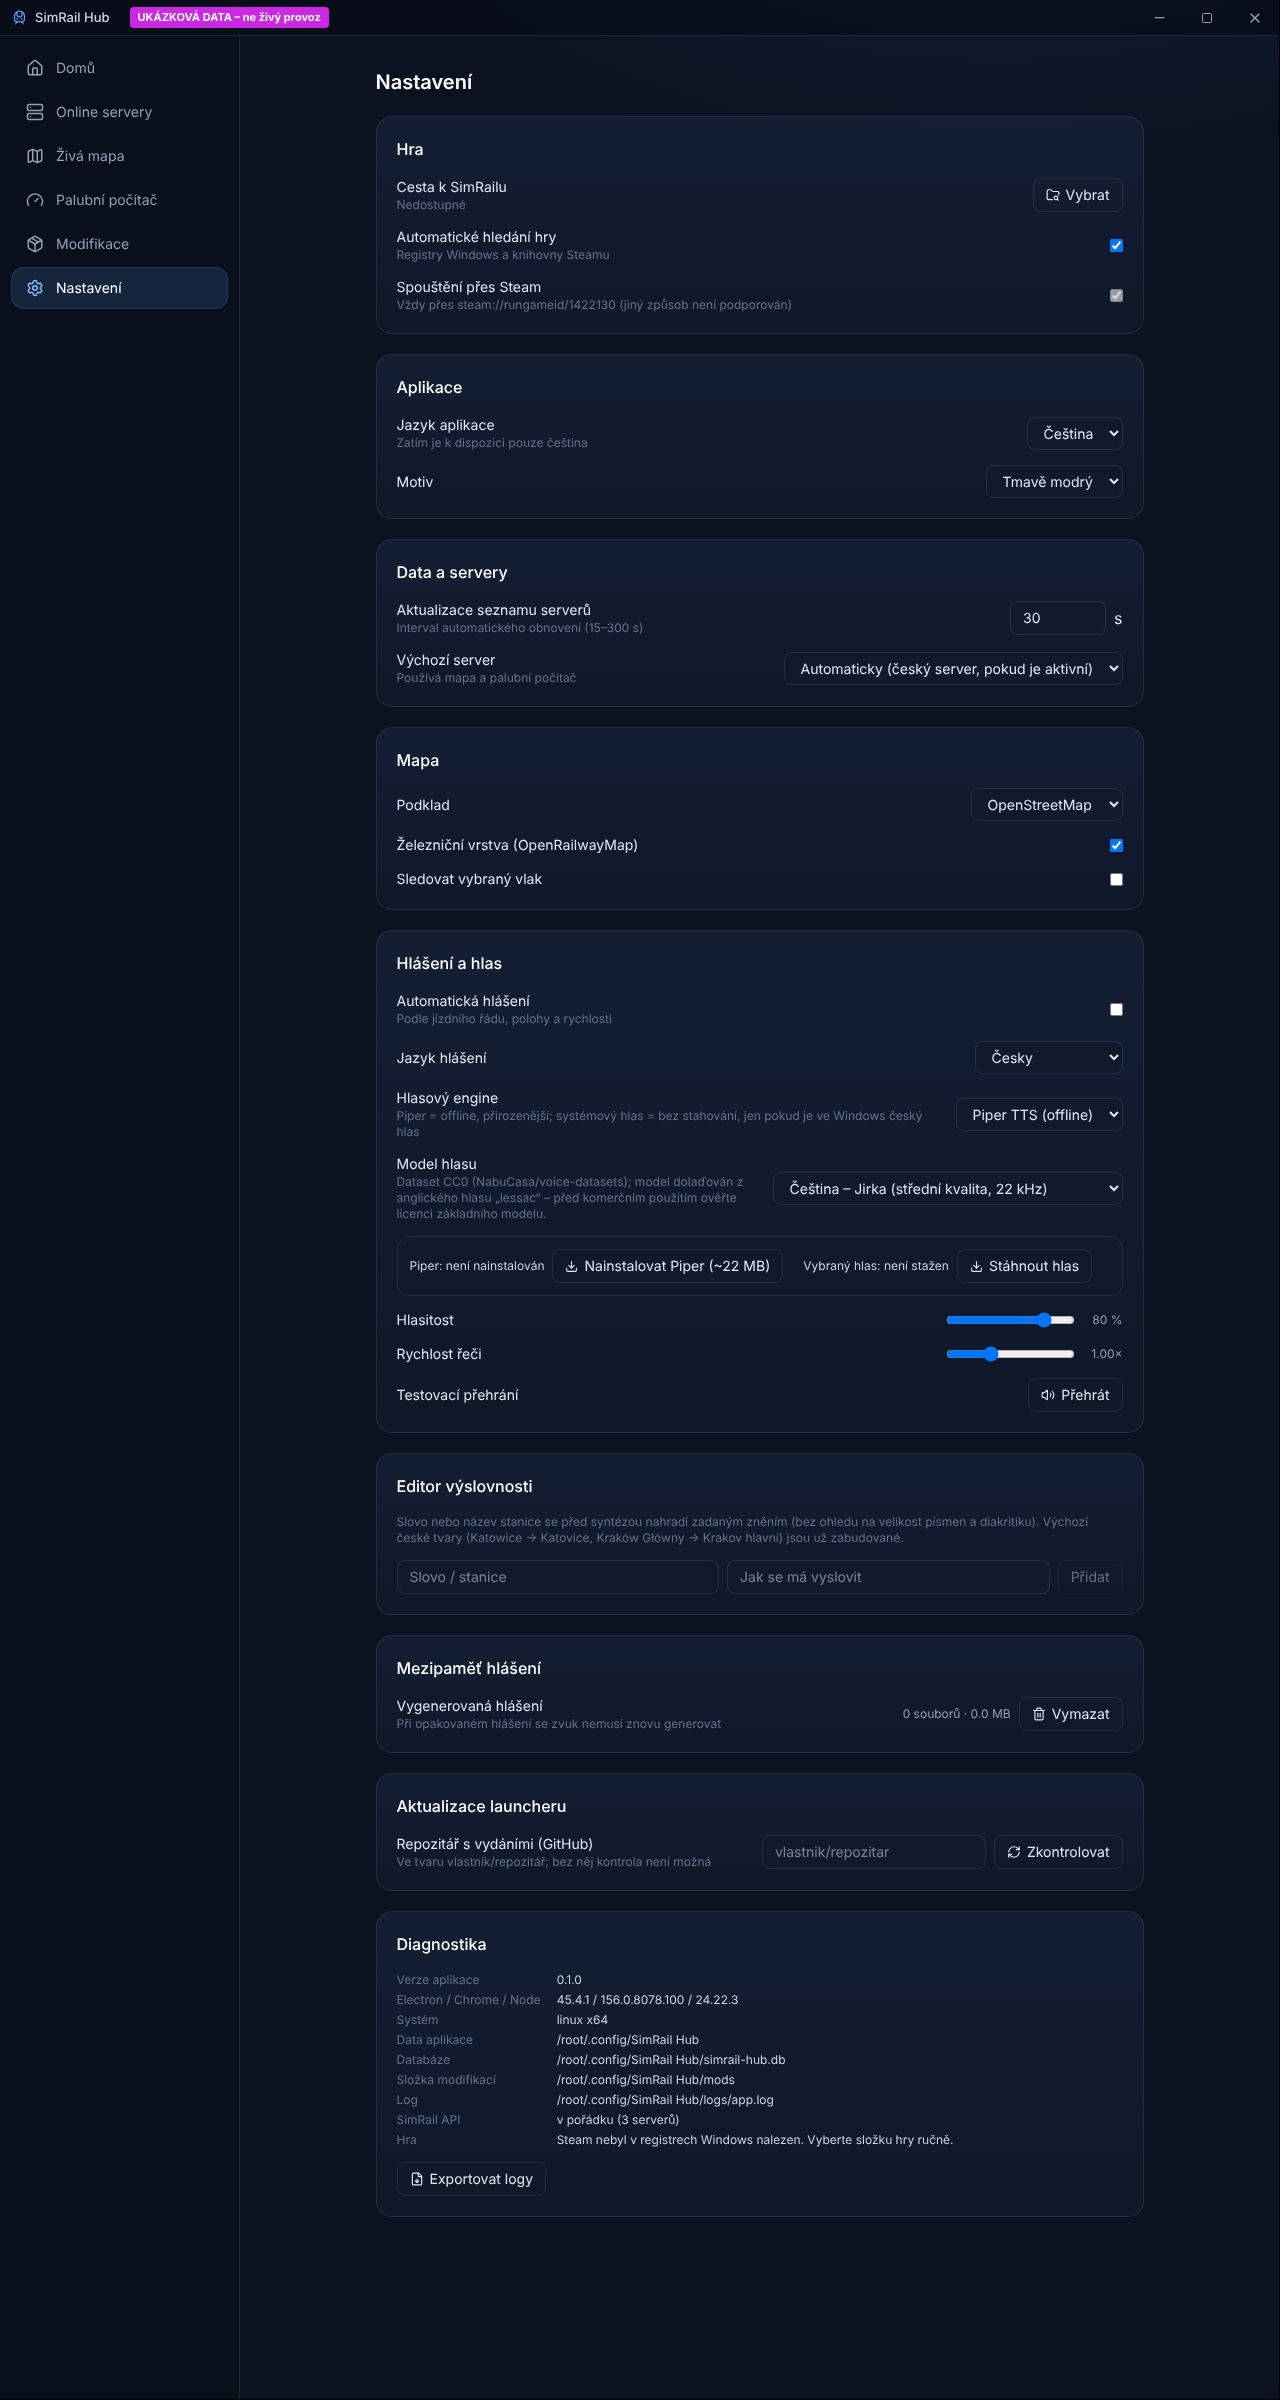 SimRail Hub
UKÁZKOVÁ DATA – ne živý provoz
Domů
Online servery
Živá mapa
Palubní počítač
Modifikace
Nastavení
Nastavení
Hra
Cesta k SimRailu
Nedostupné
Vybrat
Automatické hledání hry
Registry Windows a knihovny Steamu
Spouštění přes Steam
Vždy přes steam://rungameid/1422130 (jiný způsob není podporován)
Aplikace
Jazyk aplikace
Zatím je k dispozici pouze čeština
Čeština
Motiv
Tmavě modrý
Data a servery
Aktualizace seznamu serverů
Interval automatického obnovení (15–300 s)
30 s
Výchozí server
Používá mapa a palubní počítač
Automaticky (český server, pokud je aktivní)
Mapa
Podklad
OpenStreetMap
Železniční vrstva (OpenRailwayMap)
Sledovat vybraný vlak
Hlášení a hlas
Automatická hlášení
Podle jízdního řádu, polohy a rychlosti
Jazyk hlášení
Česky
Hlasový engine
Piper = offline, přirozenější; systémový hlas = bez stahování, jen pokud je ve Windows český
hlas
Piper TTS (offline)
Model hlasu
Dataset CC0 (NabuCasa/voice-datasets); model dolaďován z
anglického hlasu „lessac“ – před komerčním použitím ověřte
licenci základního modelu.
Čeština – Jirka (střední kvalita, 22 kHz)
Piper: není nainstalován
Nainstalovat Piper (~22 MB)
Vybraný hlas: není stažen
Stáhnout hlas
Hlasitost
80 %
Rychlost řeči
1.00×
Testovací přehrání
Přehrát
Editor výslovnosti
Slovo nebo název stanice se před syntézou nahradí zadaným zněním (bez ohledu na velikost písmen a diakritiku). Výchozí
české tvary (Katowice → Katovice, Kraków Główny → Krakov hlavní) jsou už zabudované.
Slovo / stanice
Jak se má vyslovit
Přidat
Mezipaměť hlášení
Vygenerovaná hlášení
Při opakovaném hlášení se zvuk nemusí znovu generovat
0 souborů · 0.0 MB
Vymazat
Aktualizace launcheru
Repozitář s vydáními (GitHub)
Ve tvaru vlastník/repozitář; bez něj kontrola není možná
vlastnik/repozitar
Zkontrolovat
Diagnostika
Verze aplikace 0.1.0
Electron / Chrome / Node 45.4.1 / 156.0.8078.100 / 24.22.3
Systém linux x64
Data aplikace /root/.config/SimRail Hub
Databáze /root/.config/SimRail Hub/simrail-hub.db
Složka modifikací /root/.config/SimRail Hub/mods
Log /root/.config/SimRail Hub/logs/app.log
SimRail API v pořádku (3 serverů)
Hra Steam nebyl v registrech Windows nalezen. Vyberte složku hry ručně.
Exportovat logy